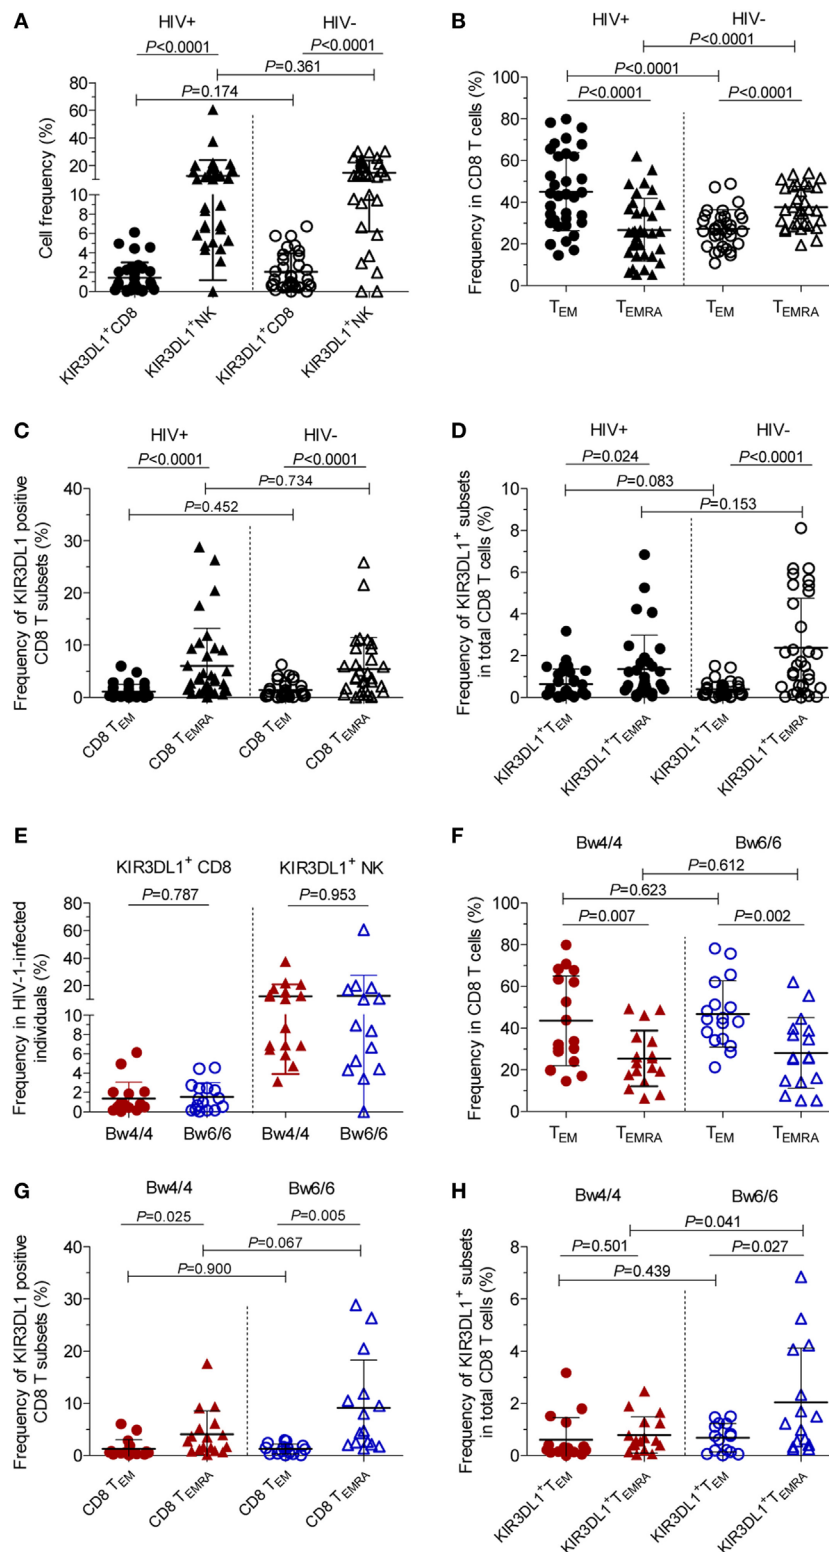 A
HIV+ HIV-
P<0.0001 P<0.0001
P=0.361
P=0.174
Cell frequency (%)
80
60
40
20
10
8
6
4
2
0
KIR3DL1+CD8 KIR3DL1+NK KIR3DL1+CD8 KIR3DL1+NK
B
HIV+ HIV-
P<0.0001
P<0.0001
P<0.0001 P<0.0001
Frequency in CD8 T cells (%)
100
80
60
40
20
0
TEM TEMRA TEM TEMRA
C
HIV+ HIV-
P<0.0001 P<0.0001
P=0.734
P=0.452
Frequency of KIR3DL1 positive
CD8 T subsets (%)
40
30
20
10
0
CD8 TEM CD8 TEMRA CD8 TEM CD8 TEMRA
D
HIV+ HIV-
P=0.024 P<0.0001
P=0.083
P=0.153
Frequency of KIR3DL1+ subsets
in total CD8 T cells (%)
10
8
6
4
2
0
KIR3DL1+TEM KIR3DL1+TEMRA KIR3DL1+TEM KIR3DL1+TEMRA
E
KIR3DL1+ CD8 KIR3DL1+ NK
P=0.787 P=0.953
Frequency in HIV-1-infected
individuals (%)
80
60
40
20
10
8
6
4
2
0
Bw4/4 Bw6/6 Bw4/4 Bw6/6
F
Bw4/4 Bw6/6
P=0.612
P=0.623
P=0.007 P=0.002
Frequency in CD8 T cells (%)
100
80
60
40
20
0
TEM TEMRA TEM TEMRA
G
Bw4/4 Bw6/6
P=0.025 P=0.005
P=0.067
P=0.900
Frequency of KIR3DL1 positive
CD8 T subsets (%)
40
30
20
10
0
CD8 TEM CD8 TEMRA CD8 TEM CD8 TEMRA
H
Bw4/4 Bw6/6
P=0.041
P=0.501 P=0.027
P=0.439
Frequency of KIR3DL1+ subsets
in total CD8 T cells (%)
8
6
4
2
0
KIR3DL1+TEM KIR3DL1+TEMRA KIR3DL1+TEM KIR3DL1+TEMRA